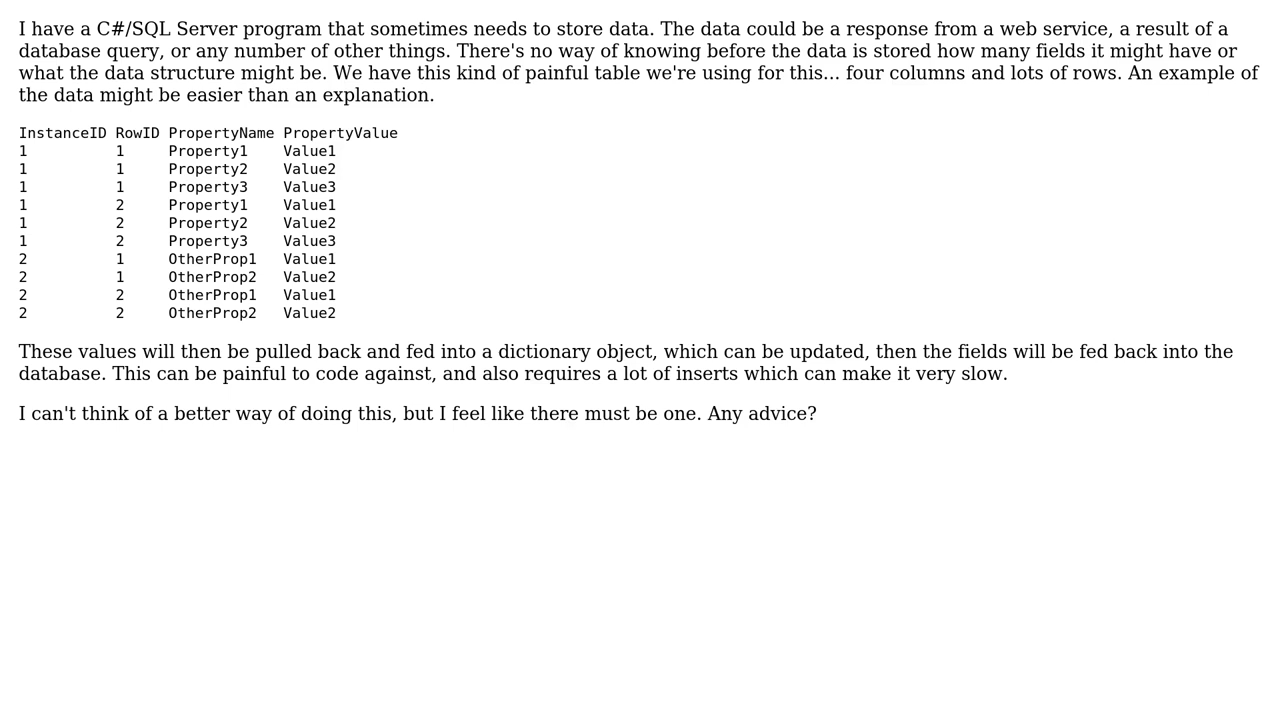 I have a C#/SQL Server program that sometimes needs to store data. The data could be a response from a web service, a result of a
database query, or any number of other things. There's no way of knowing before the data is stored how many fields it might have or
what the data structure might be. We have this kind of painful table we're using for this... four columns and lots of rows. An example of
the data might be easier than an explanation.
InstanceID RowID PropertyName PropertyValue
1          1     Property1    Value1
1          1     Property2    Value2
1          1     Property3    Value3
1          2     Property1    Value1
1          2     Property2    Value2
1          2     Property3    Value3
2          1     OtherProp1   Value1
2          1     OtherProp2   Value2
2          2     OtherProp1   Value1
2          2     OtherProp2   Value2
These values will then be pulled back and fed into a dictionary object, which can be updated, then the fields will be fed back into the
database. This can be painful to code against, and also requires a lot of inserts which can make it very slow.
I can't think of a better way of doing this, but I feel like there must be one. Any advice?